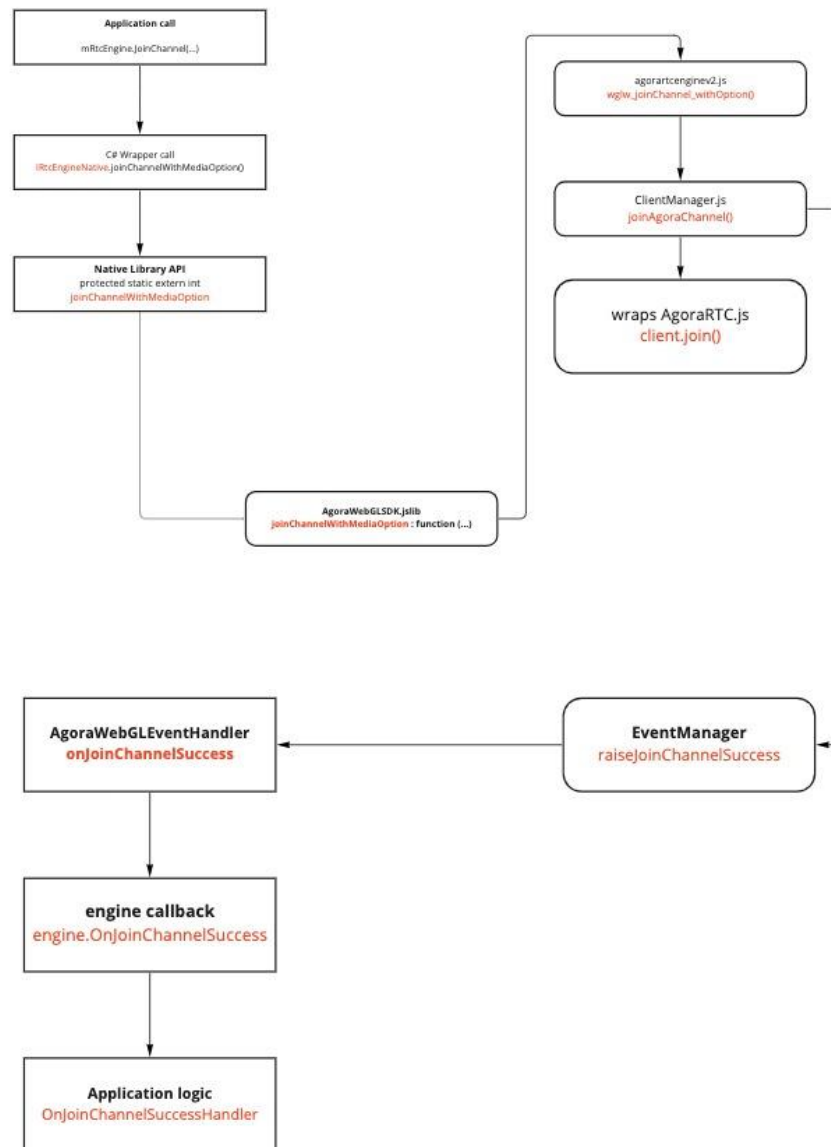 Application call
mRtcEngine.JoinChannel(...)
C# Wrapper call
IRtcEngineNative.joinChannelWithMediaOption()
Native Library API
protected static extern int
joinChannelWithMediaOption
AgoraWebGLSDK.jslib
joinChannelWithMediaOption : function (...)
agorartcenginev2.js
wglw_joinChannel_withOption()
ClientManager.js
joinAgoraChannel()
wraps AgoraRTC.js
client.join()
EventManager
raiseJoinChannelSuccess
AgoraWebGLEventHandler
onJoinChannelSuccess
engine callback
engine.OnJoinChannelSuccess
Application logic
OnJoinChannelSuccessHandler